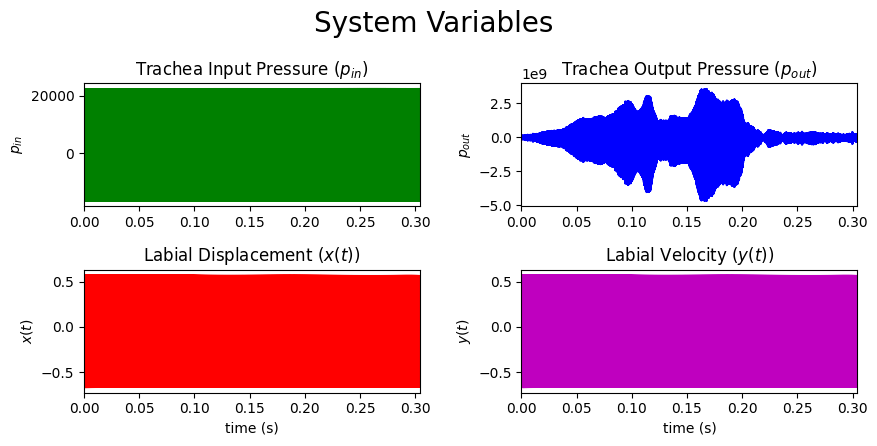 System Variables
Trachea Input Pressure (p_in)
20000
0
p_in
0.00 0.05 0.10 0.15 0.20 0.25 0.30
1e9
Trachea Output Pressure (p_out)
2.5
0.0
−2.5
−5.0
p_out
0.00 0.05 0.10 0.15 0.20 0.25 0.30
Labial Displacement (x(t))
0.5
0.0
−0.5
x(t)
0.00 0.05 0.10 0.15 0.20 0.25 0.30
time (s)
Labial Velocity (y(t))
0.5
0.0
−0.5
y(t)
0.00 0.05 0.10 0.15 0.20 0.25 0.30
time (s)